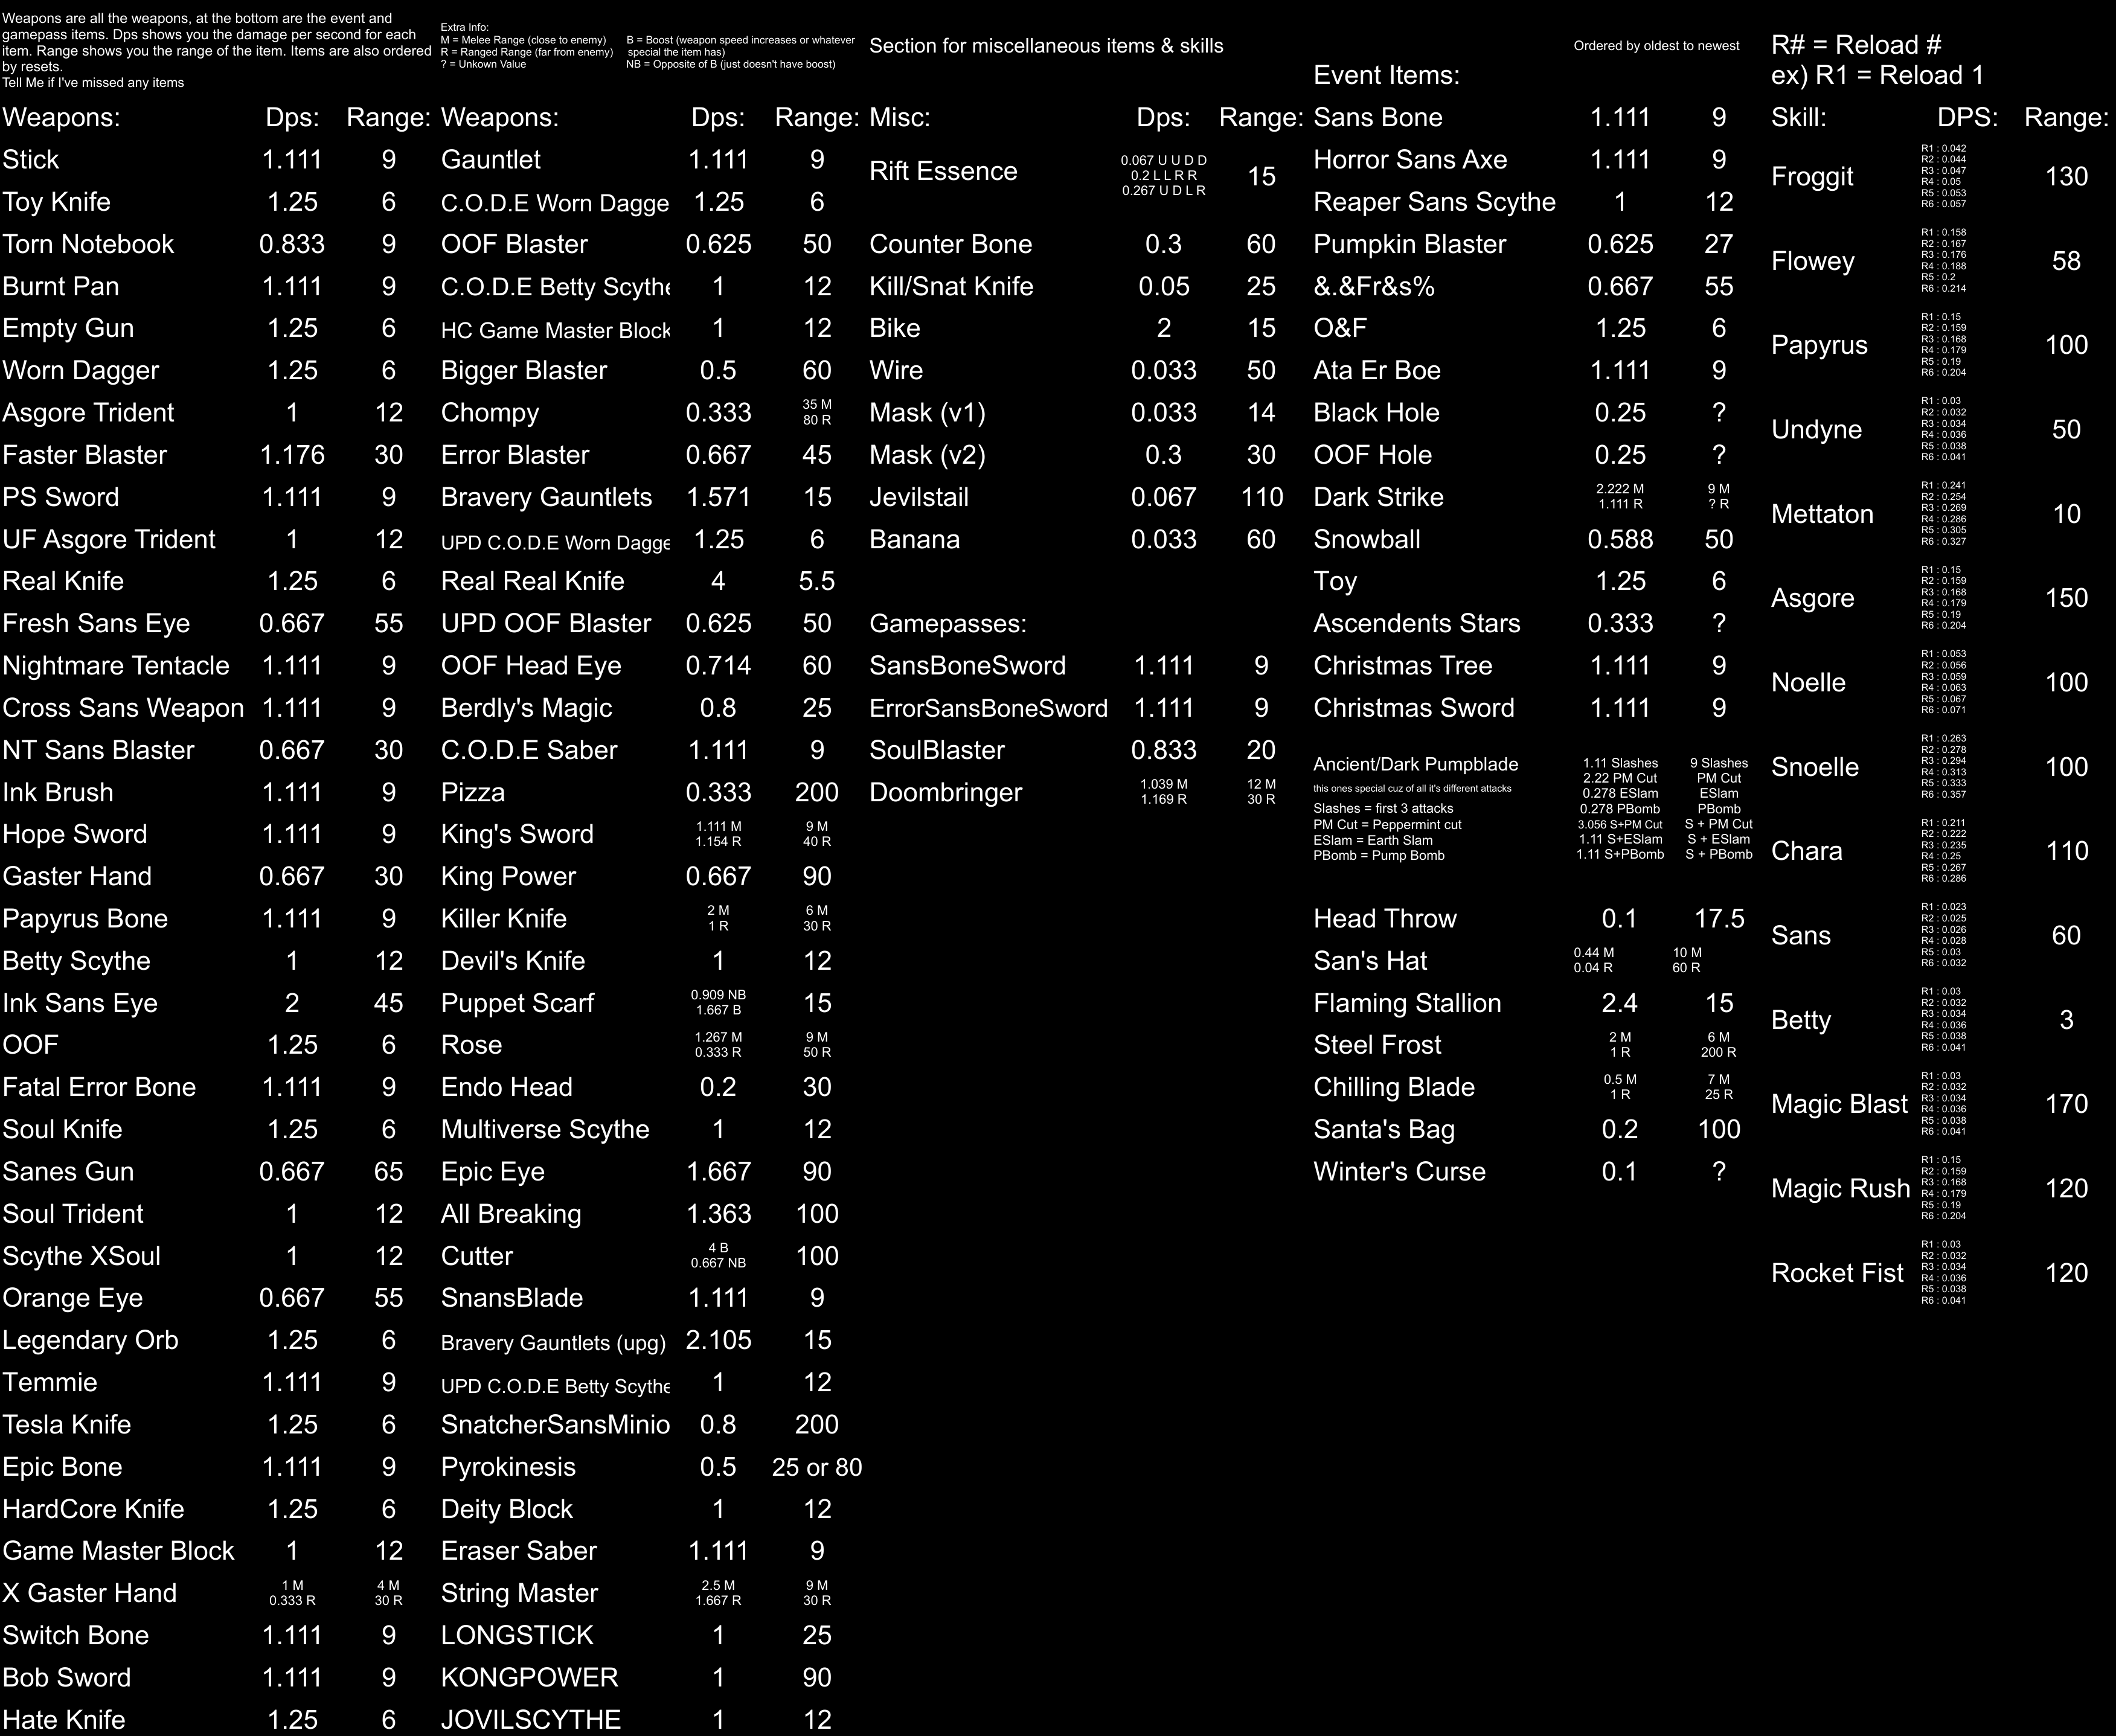 Weapons are all the weapons, at the bottom are the event and
gamepass items. Dps shows you the damage per second for each
item. Range shows you the range of the item. Items are also ordered
by resets.
Tell Me if I've missed any items
Weapons: Dps: Range:
Stick 1.111 9
Toy Knife 1.25 6
Torn Notebook 0.833 9
Burnt Pan 1.111 9
Empty Gun 1.25 6
Worn Dagger 1.25 6
Asgore Trident 1 12
Faster Blaster 1.176 30
PS Sword 1.111 9
UF Asgore Trident 1 12
Real Knife 1.25 6
Fresh Sans Eye 0.667 55
Nightmare Tentacle 1.111 9
Cross Sans Weapon 1.111 9
NT Sans Blaster 0.667 30
Ink Brush 1.111 9
Hope Sword 1.111 9
Gaster Hand 0.667 30
Papyrus Bone 1.111 9
Betty Scythe 1 12
Ink Sans Eye 2 45
OOF 1.25 6
Fatal Error Bone 1.111 9
Soul Knife 1.25 6
Sanes Gun 0.667 65
Soul Trident 1 12
Scythe XSoul 1 12
Orange Eye 0.667 55
Legendary Orb 1.25 6
Temmie 1.111 9
Tesla Knife 1.25 6
Epic Bone 1.111 9
HardCore Knife 1.25 6
Game Master Block 1 12
X Gaster Hand
1 M 4 M
0.333 R 30 R
Switch Bone 1.111 9
Bob Sword 1.111 9
Hate Knife 1.25 6
Extra Info:
M = Melee Range (close to enemy)
R = Ranged Range (far from enemy)
? = Unkown Value
B = Boost (weapon speed increases or whatever
special the item has)
NB = Opposite of B (just doesn't have boost)
Weapons: Dps: Range:
Gauntlet 1.111 9
C.O.D.E Worn Dagge 1.25 6
OOF Blaster 0.625 50
C.O.D.E Betty Scythe 1 12
HC Game Master Block 1 12
Bigger Blaster 0.5 60
Chompy 0.333
35 M
80 R
Error Blaster 0.667 45
Bravery Gauntlets 1.571 15
UPD C.O.D.E Worn Dagge 1.25 6
Real Real Knife 4 5.5
UPD OOF Blaster 0.625 50
OOF Head Eye 0.714 60
Berdly's Magic 0.8 25
C.O.D.E Saber 1.111 9
Pizza 0.333 200
King's Sword
1.111 M 9 M
1.154 R 40 R
King Power 0.667 90
Killer Knife
2 M 6 M
1 R 30 R
Devil's Knife 1 12
Puppet Scarf 15
0.909 NB
1.667 B
Rose
1.267 M 9 M
0.333 R 50 R
Endo Head 0.2 30
Multiverse Scythe 1 12
Epic Eye 1.667 90
All Breaking 1.363 100
Cutter 100
4 B
0.667 NB
SnansBlade 1.111 9
Bravery Gauntlets (upg) 2.105 15
UPD C.O.D.E Betty Scythe 1 12
SnatcherSansMinio 0.8 200
Pyrokinesis 0.5 25 or 80
Deity Block 1 12
Eraser Saber 1.111 9
String Master
2.5 M 9 M
1.667 R 30 R
LONGSTICK 1 25
KONGPOWER 1 90
JOVILSCYTHE 1 12
Section for miscellaneous items & skills
Misc: Dps: Range:
Rift Essence 15
0.067 U U D D
0.2 L L R R
0.267 U D L R
Counter Bone 0.3 60
Kill/Snat Knife 0.05 25
Bike 2 15
Wire 0.033 50
Mask (v1) 0.033 14
Mask (v2) 0.3 30
Jevilstail 0.067 110
Banana 0.033 60
Gamepasses:
SansBoneSword 1.111 9
ErrorSansBoneSword 1.111 9
SoulBlaster 0.833 20
Doombringer
1.039 M 12 M
1.169 R 30 R
Ordered by oldest to newest
Event Items:
Sans Bone 1.111 9
Horror Sans Axe 1.111 9
Reaper Sans Scythe 1 12
Pumpkin Blaster 0.625 27
&.&Fr&s% 0.667 55
O&F 1.25 6
Ata Er Boe 1.111 9
Black Hole 0.25 ?
OOF Hole 0.25 ?
Dark Strike
2.222 M 9 M
1.111 R ? R
Snowball 0.588 50
Toy 1.25 6
Ascendents Stars 0.333 ?
Christmas Tree 1.111 9
Christmas Sword 1.111 9
Ancient/Dark Pumpblade
this ones special cuz of all it's different attacks
Slashes = first 3 attacks
PM Cut = Peppermint cut
ESlam = Earth Slam
PBomb = Pump Bomb
1.11 Slashes 9 Slashes
2.22 PM Cut PM Cut
0.278 ESlam ESlam
0.278 PBomb PBomb
3.056 S+PM Cut S + PM Cut
1.11 S+ESlam S + ESlam
1.11 S+PBomb S + PBomb
Head Throw 0.1 17.5
San's Hat
0.44 M 10 M
0.04 R 60 R
Flaming Stallion 2.4 15
Steel Frost
2 M 6 M
1 R 200 R
Chilling Blade
0.5 M 7 M
1 R 25 R
Santa's Bag 0.2 100
Winter's Curse 0.1 ?
R# = Reload #
ex) R1 = Reload 1
Skill: DPS: Range:
Froggit 130
R1 : 0.042
R2 : 0.044
R3 : 0.047
R4 : 0.05
R5 : 0.053
R6 : 0.057
Flowey 58
R1 : 0.158
R2 : 0.167
R3 : 0.176
R4 : 0.188
R5 : 0.2
R6 : 0.214
Papyrus 100
R1 : 0.15
R2 : 0.159
R3 : 0.168
R4 : 0.179
R5 : 0.19
R6 : 0.204
Undyne 50
R1 : 0.03
R2 : 0.032
R3 : 0.034
R4 : 0.036
R5 : 0.038
R6 : 0.041
Mettaton 10
R1 : 0.241
R2 : 0.254
R3 : 0.269
R4 : 0.286
R5 : 0.305
R6 : 0.327
Asgore 150
R1 : 0.15
R2 : 0.159
R3 : 0.168
R4 : 0.179
R5 : 0.19
R6 : 0.204
Noelle 100
R1 : 0.053
R2 : 0.056
R3 : 0.059
R4 : 0.063
R5 : 0.067
R6 : 0.071
Snoelle 100
R1 : 0.263
R2 : 0.278
R3 : 0.294
R4 : 0.313
R5 : 0.333
R6 : 0.357
Chara 110
R1 : 0.211
R2 : 0.222
R3 : 0.235
R4 : 0.25
R5 : 0.267
R6 : 0.286
Sans 60
R1 : 0.023
R2 : 0.025
R3 : 0.026
R4 : 0.028
R5 : 0.03
R6 : 0.032
Betty 3
R1 : 0.03
R2 : 0.032
R3 : 0.034
R4 : 0.036
R5 : 0.038
R6 : 0.041
Magic Blast 170
R1 : 0.03
R2 : 0.032
R3 : 0.034
R4 : 0.036
R5 : 0.038
R6 : 0.041
Magic Rush 120
R1 : 0.15
R2 : 0.159
R3 : 0.168
R4 : 0.179
R5 : 0.19
R6 : 0.204
Rocket Fist 120
R1 : 0.03
R2 : 0.032
R3 : 0.034
R4 : 0.036
R5 : 0.038
R6 : 0.041